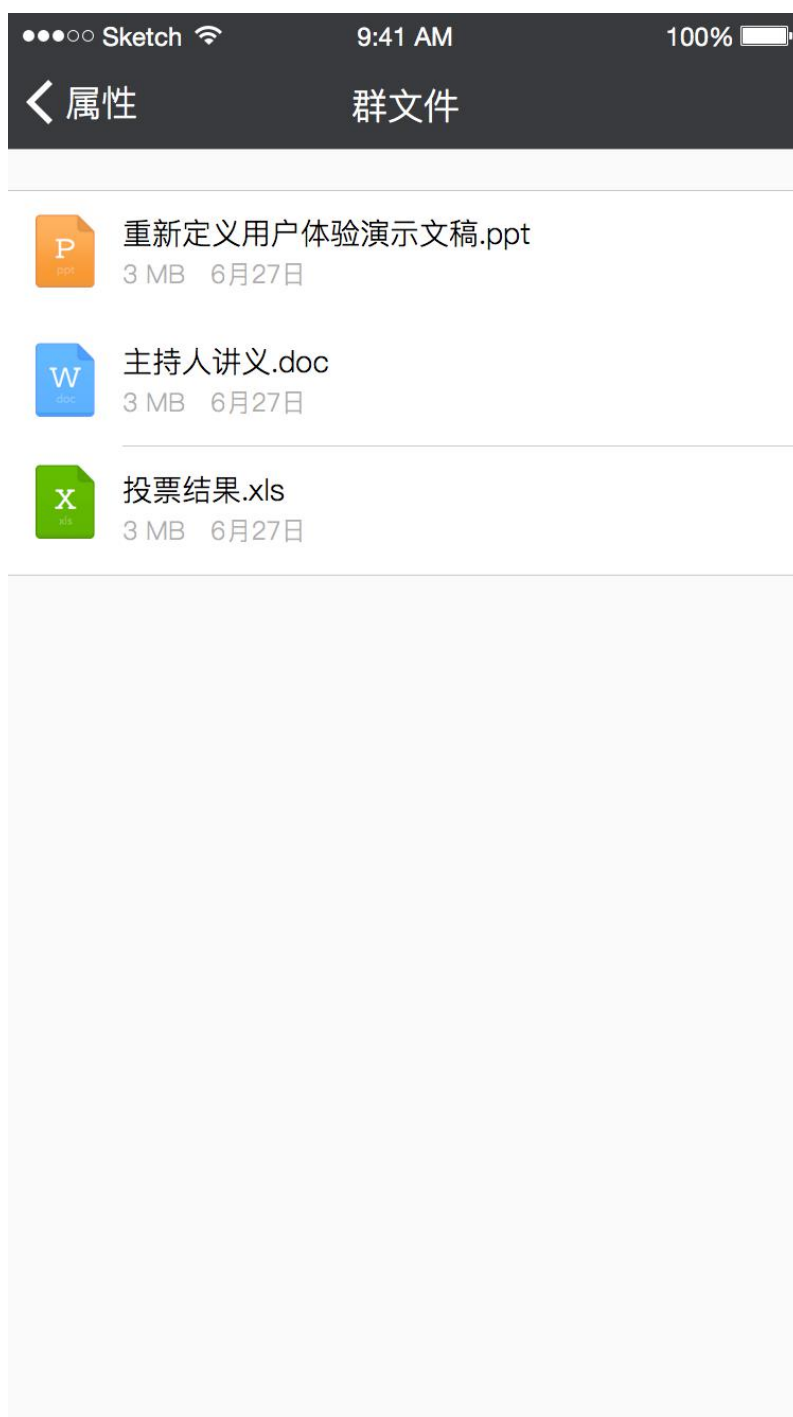 ●●●○○ Sketch 9:41 AM 100%
属性 群文件
P
ppt
重新定义用户体验演示文稿.ppt
3 MB 6月27日
W
doc
主持人讲义.doc
3 MB 6月27日
X
xls
投票结果.xls
3 MB 6月27日